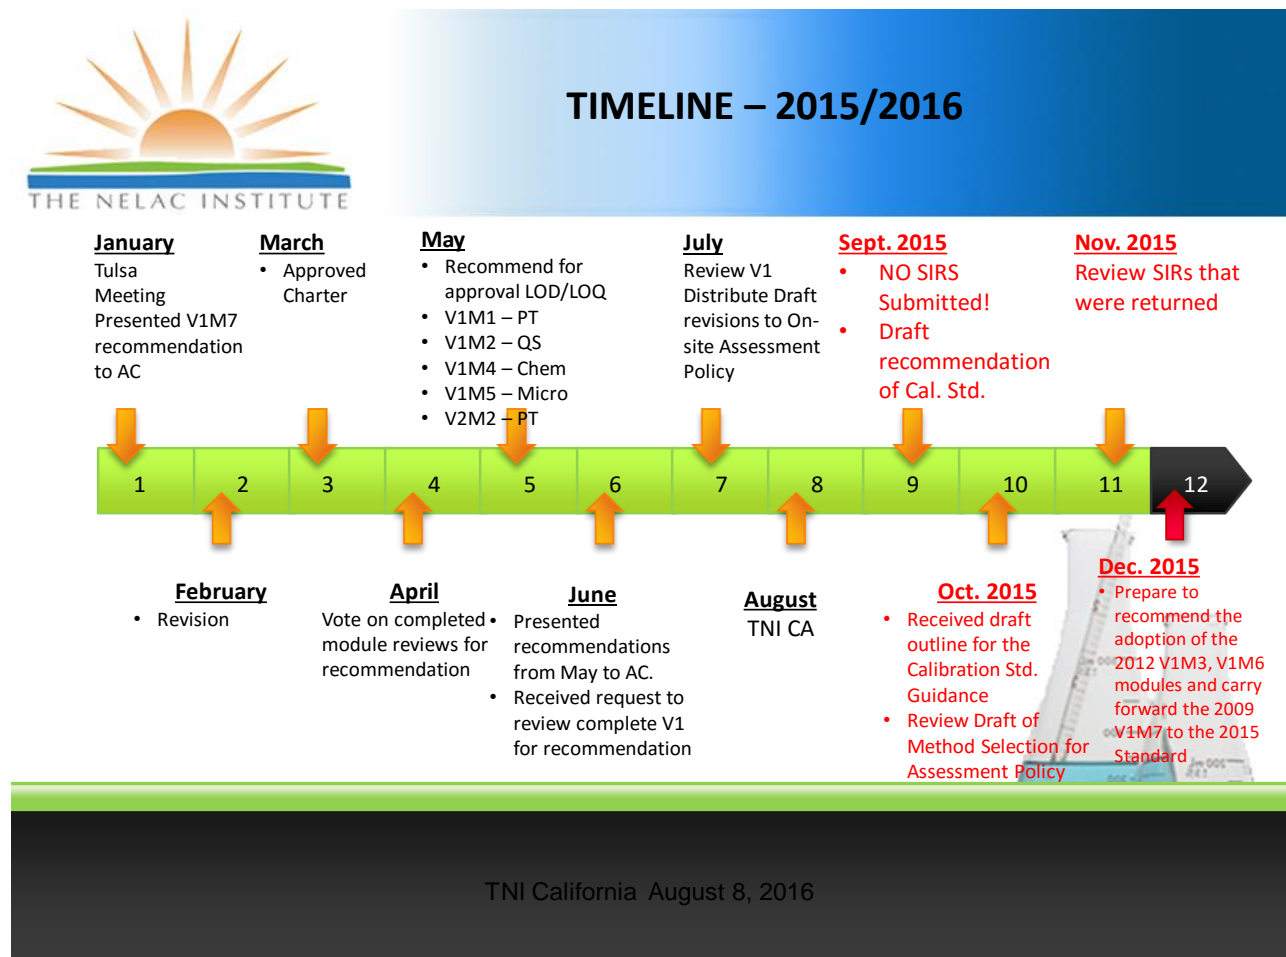 THE NELAC INSTITUTE
TIMELINE – 2015/2016
January
Tulsa
Meeting
Presented V1M7
recommendation
to AC
March
• Approved
Charter
May
• Recommend for
approval LOD/LOQ
• V1M1 – PT
• V1M2 – QS
• V1M4 – Chem
• V1M5 – Micro
• V2M2 – PT
July
Review V1
Distribute Draft
revisions to On-
site Assessment
Policy
Sept. 2015
• NO SIRS
Submitted!
• Draft
recommendation
of Cal. Std.
Nov. 2015
Review SIRs that
were returned
1
2
3
4
5
6
7
8
9
10
11
12
February
• Revision
April
Vote on completed
module reviews for
recommendation
June
• Presented
recommendations
from May to AC.
• Received request to
review complete V1
for recommendation
August
TNI CA
Oct. 2015
• Received draft
outline for the
Calibration Std.
Guidance
• Review Draft of
Method Selection for
Assessment Policy
Dec. 2015
• Prepare to
recommend the
adoption of the
2012 V1M3, V1M6
modules and carry
forward the 2009
V1M7 to the 2015
Standard
TNI California August 8, 2016